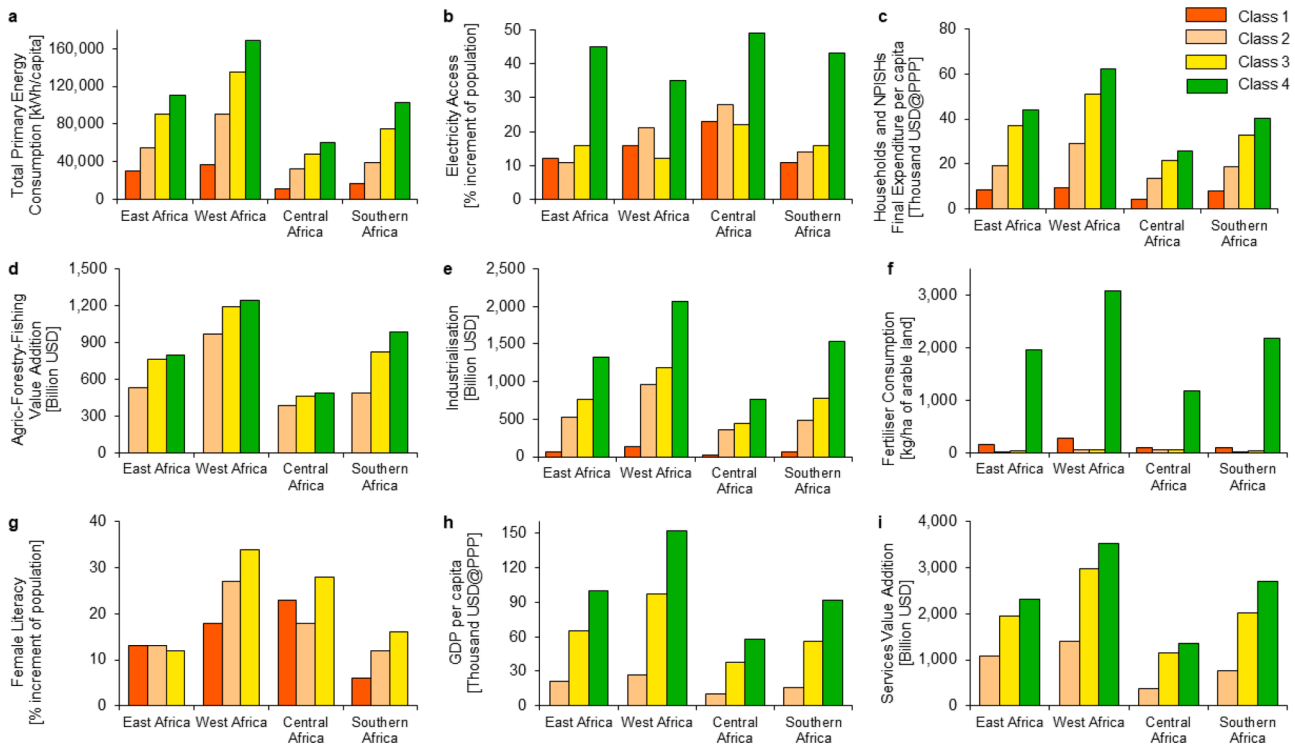 a
Total Primary Energy
Consumption [kWh/capita]
160,000
120,000
80,000
40,000
0
East Africa West Africa Central Africa Southern Africa
b
Electricity Access
[% increment of population]
50
40
30
20
10
0
East Africa West Africa Central Africa Southern Africa
c
Households and NPISHs
Final Expenditure per capita
[Thousand USD@PPP]
80
60
40
20
0
East Africa West Africa Central Africa Southern Africa
Class 1
Class 2
Class 3
Class 4
d
Agric-Forestry-Fishing
Value Addition
[Billion USD]
1,500
1,200
900
600
300
0
East Africa West Africa Central Africa Southern Africa
e
Industrialisation
[Billion USD]
2,500
2,000
1,500
1,000
500
0
East Africa West Africa Central Africa Southern Africa
f
Fertiliser Consumption
[kg/ha of arable land]
3,000
2,000
1,000
0
East Africa West Africa Central Africa Southern Africa
g
Female Literacy
[% increment of population]
40
30
20
10
0
East Africa West Africa Central Africa Southern Africa
h
GDP per capita
[Thousand USD@PPP]
150
120
90
60
30
0
East Africa West Africa Central Africa Southern Africa
i
Services Value Addition
[Billion USD]
4,000
3,000
2,000
1,000
0
East Africa West Africa Central Africa Southern Africa